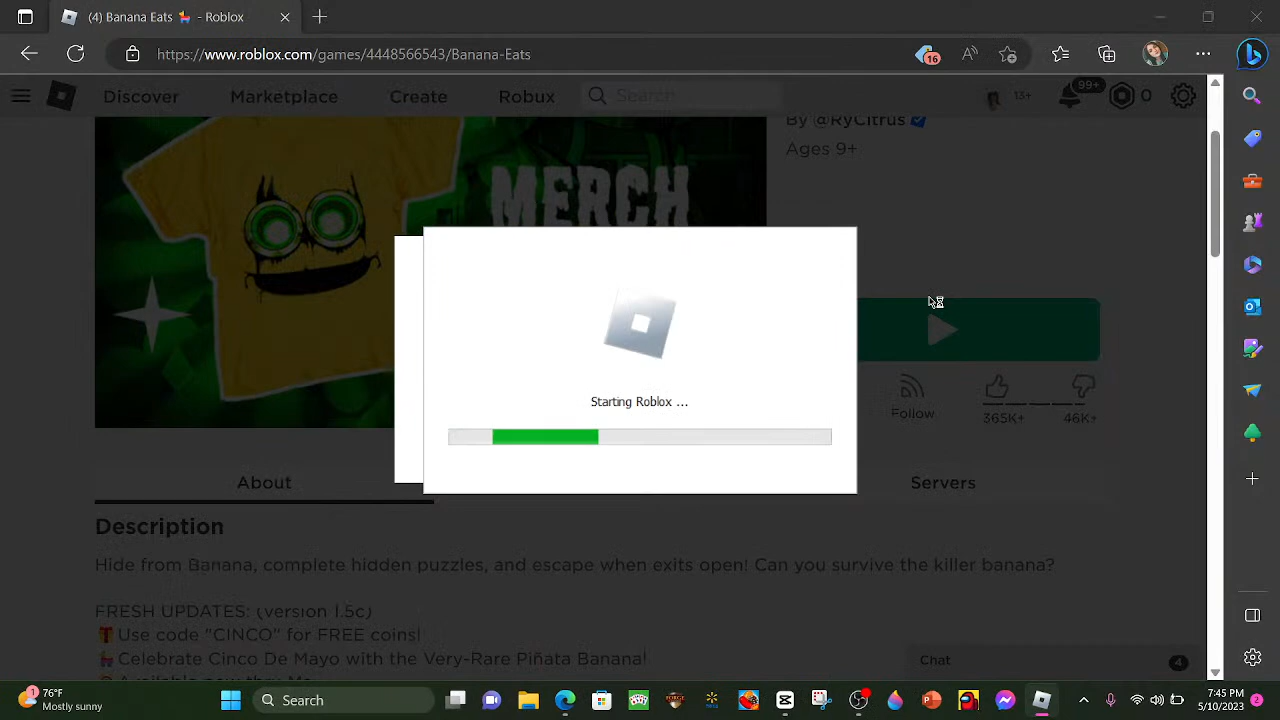 (4) Banana Eats 🪅 - Roblox
https://www.roblox.com/games/4448566543/Banana-Eats
16
Discover
Marketplace
Create
Robux
Search
13+
99+
0
By @RyCitrus
Ages 9+
MERCH
Starting Roblox ...
Follow
365K+
46K+
About
Servers
Description
Hide from Banana, complete hidden puzzles, and escape when exits open! Can you survive the killer banana?
FRESH UPDATES: (version 1.5c)
🎁Use code "CINCO" for FREE coins!
🪅Celebrate Cinco De Mayo with the Very-Rare Piñata Banana!
Chat
4
1
76°F
Mostly sunny
Search
7:45 PM
5/10/2023
2